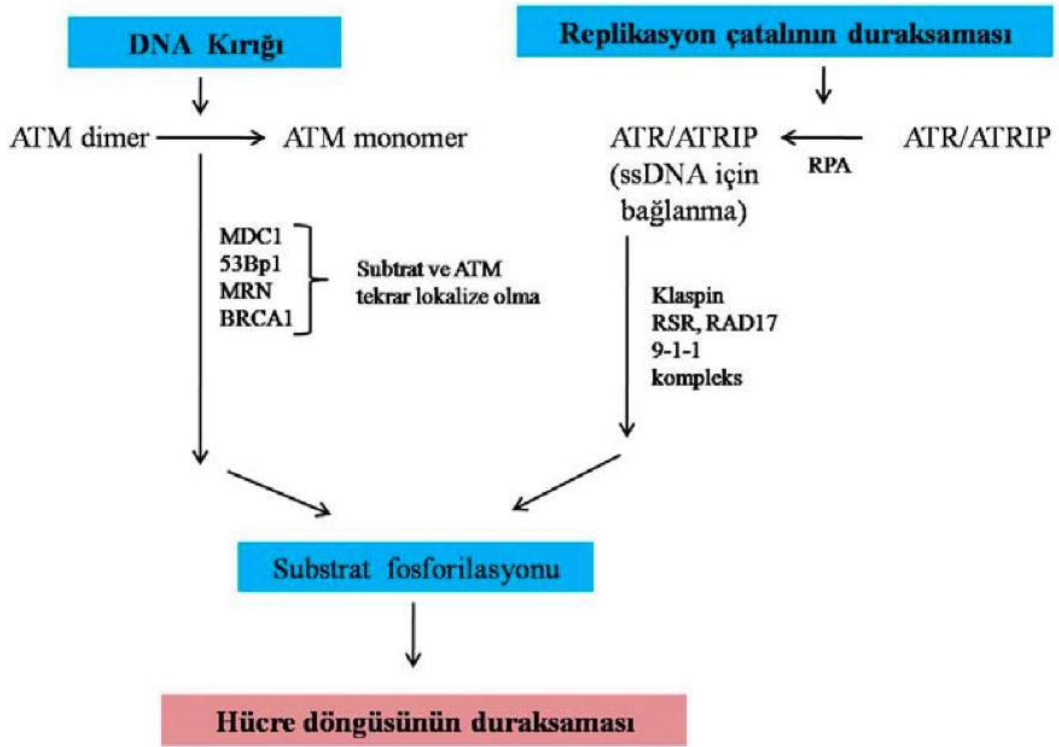 DNA Kırığı
Replikasyon çatalının duraksaması
ATM dimer
ATM monomer
ATR/ATRIP
(ssDNA için
bağlanma)
RPA
ATR/ATRIP
MDC1
53Bp1
MRN
BRCA1
Subtrat ve ATM
tekrar lokalize olma
Klaspin
RSR, RAD17
9-1-1
kompleks
Substrat fosforilasyonu
Hücre döngüsünün duraksaması